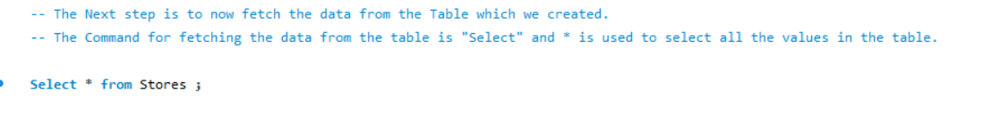 -- The Next step is to now fetch the data from the Table which we created.
-- The Command for fetching the data from the table is "Select" and * is used to select all the values in the table.
Select * from Stores ;